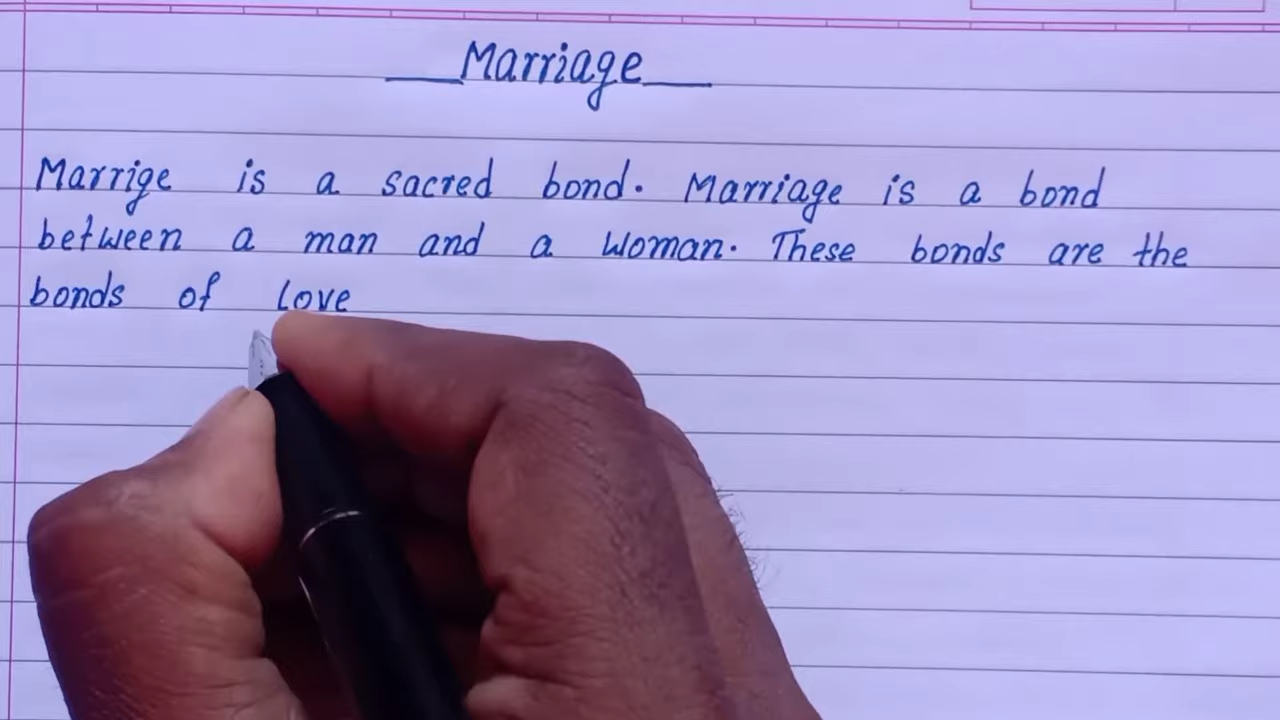 Marriage
Marrige is a sacred bond. Marriage is a bond
between a man and a woman. These bonds are the
bonds of love